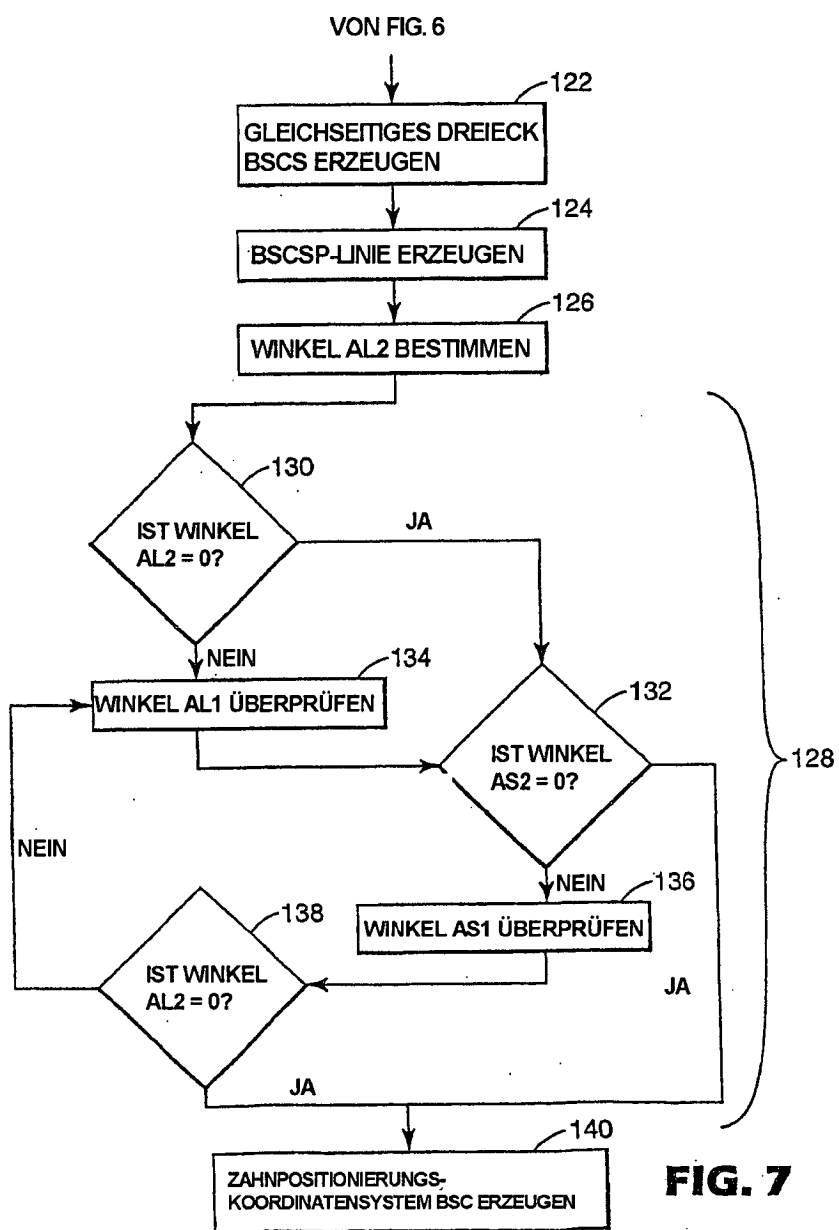 VON FIG. 6
122
GLEICHSEITIGES DREIECK
BSCS ERZEUGEN
124
BSCSP-LINIE ERZEUGEN
126
WINKEL AL2 BESTIMMEN
130
IST WINKEL
AL2 = 0?
JA
NEIN
134
WINKEL AL1 ÜBERPRÜFEN
132
IST WINKEL
AS2 = 0?
128
NEIN
NEIN
136
WINKEL AS1 ÜBERPRÜFEN
138
IST WINKEL
AL2 = 0?
JA
JA
140
ZAHNPOSITIONIERUNGS-
KOORDINATENSYSTEM BSC ERZEUGEN
FIG. 7